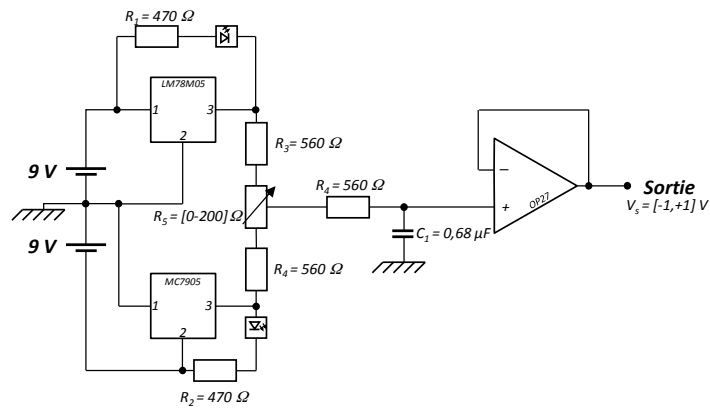 R1 = 470 Ω
LM78M05
1
3
2
9 V
R3 = 560 Ω
R5 = [0-200] Ω
R4 = 560 Ω
C1 = 0,68 µF
−
+
OP27
Sortie
Vs = [-1,+1] V
9 V
R4 = 560 Ω
MC7905
1
3
2
R2 = 470 Ω